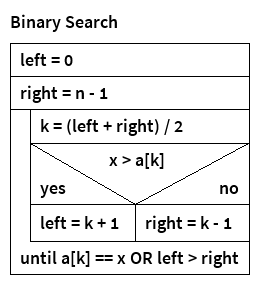 Binary Search
left = 0
right = n - 1
k = (left + right) / 2
x > a[k]
yes no
left = k + 1 right = k - 1
until a[k] == x OR left > right